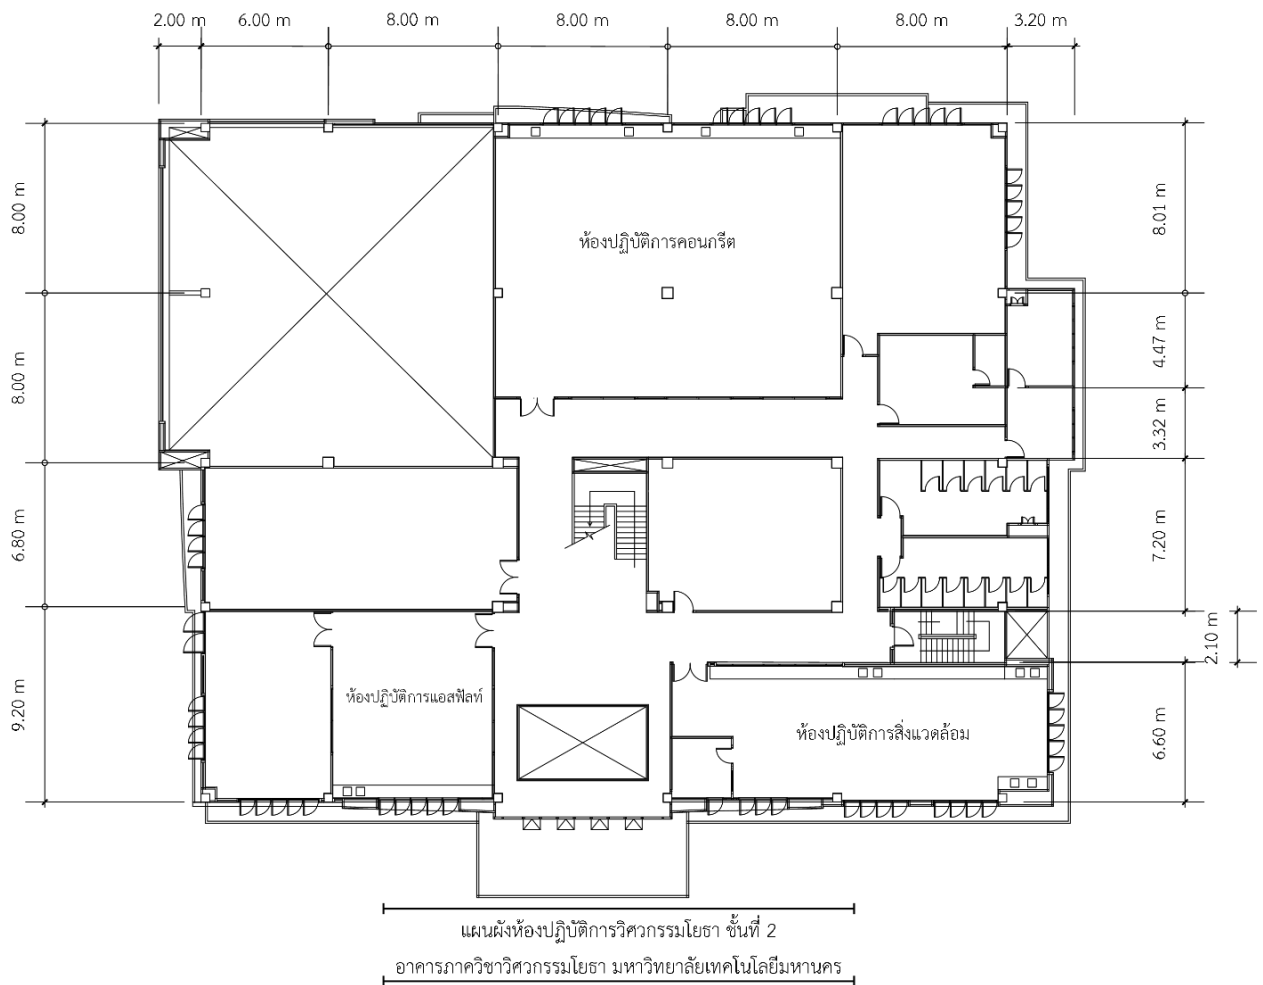 2.00 m 6.00 m 8.00 m 8.00 m 8.00 m 8.00 m 3.20 m
8.00 m
8.01 m
ห้องปฏิบัติการคอนกรีต
8.00 m
4.47 m
3.32 m
6.80 m
7.20 m
2.10 m
9.20 m
ห้องปฏิบัติการแอสฟัลท์
ห้องปฏิบัติการสิ่งแวดล้อม
6.60 m
แผนผังห้องปฏิบัติการวิศวกรรมโยธา ชั้นที่ 2
อาคารภาควิชาวิศวกรรมโยธา มหาวิทยาลัยเทคโนโลยีมหานคร